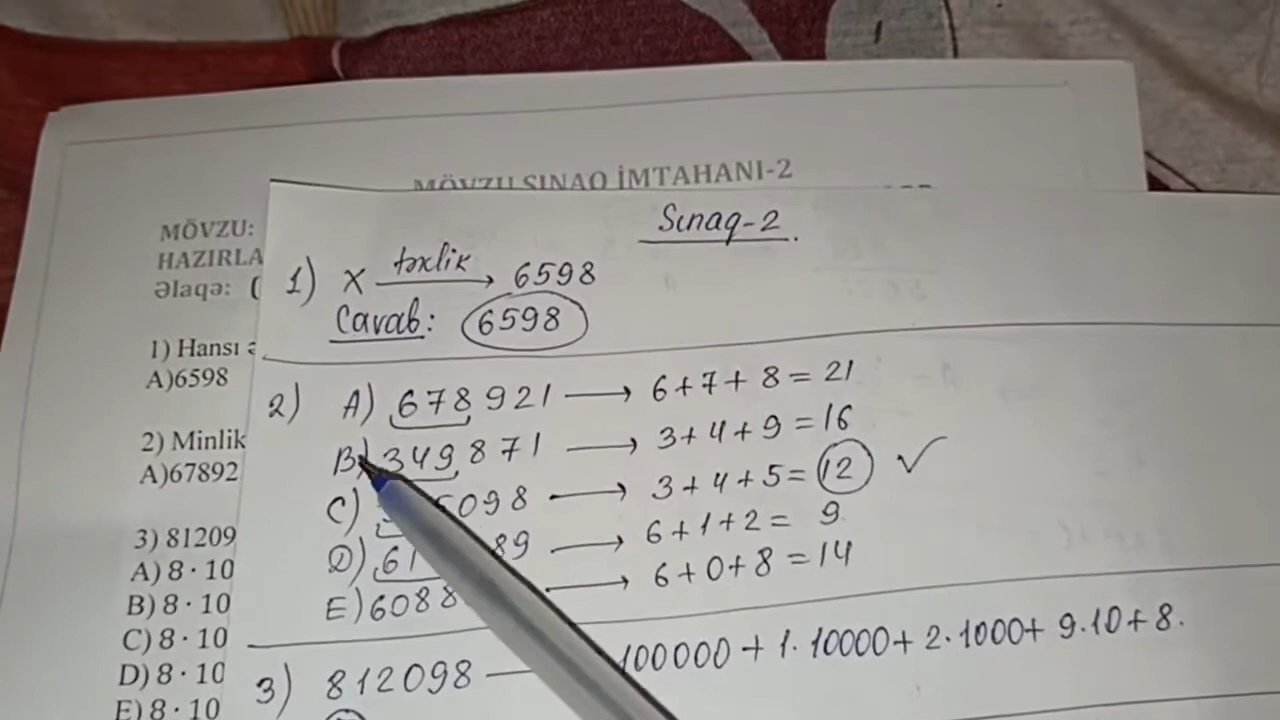 MÖVZU SINAQ İMTAHANI-2
MÖVZU:
HAZIRLA
Əlaqə: (
1) Hansı
A)6598
2) Minlik
A)67892
3) 81209
A) 8 · 10
B) 8 · 10
C) 8 · 10
D) 8 · 10
E) 8 · 10
Sınaq-2.
1) X təxlik → 6598
Cavab: 6598
2) A) 678921 → 6+7+8=21
B) 349871 → 3+4+9=16
C) 5098 → 3+4+5=12 ✓
D) 61 89 → 6+1+2= 9
E) 6088 → 6+0+8=14
3) 812098 — 100000+1·10000+2·1000+9·10+8.